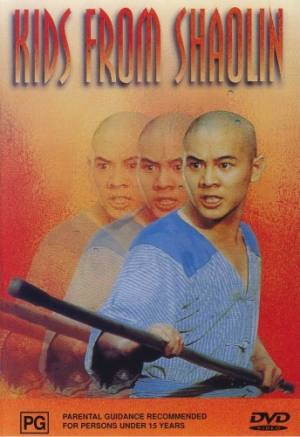 KIDS FROM SHAOLIN
PG
PARENTAL GUIDANCE RECOMMENDED
FOR PERSONS UNDER 15 YEARS
DVD
VIDEO